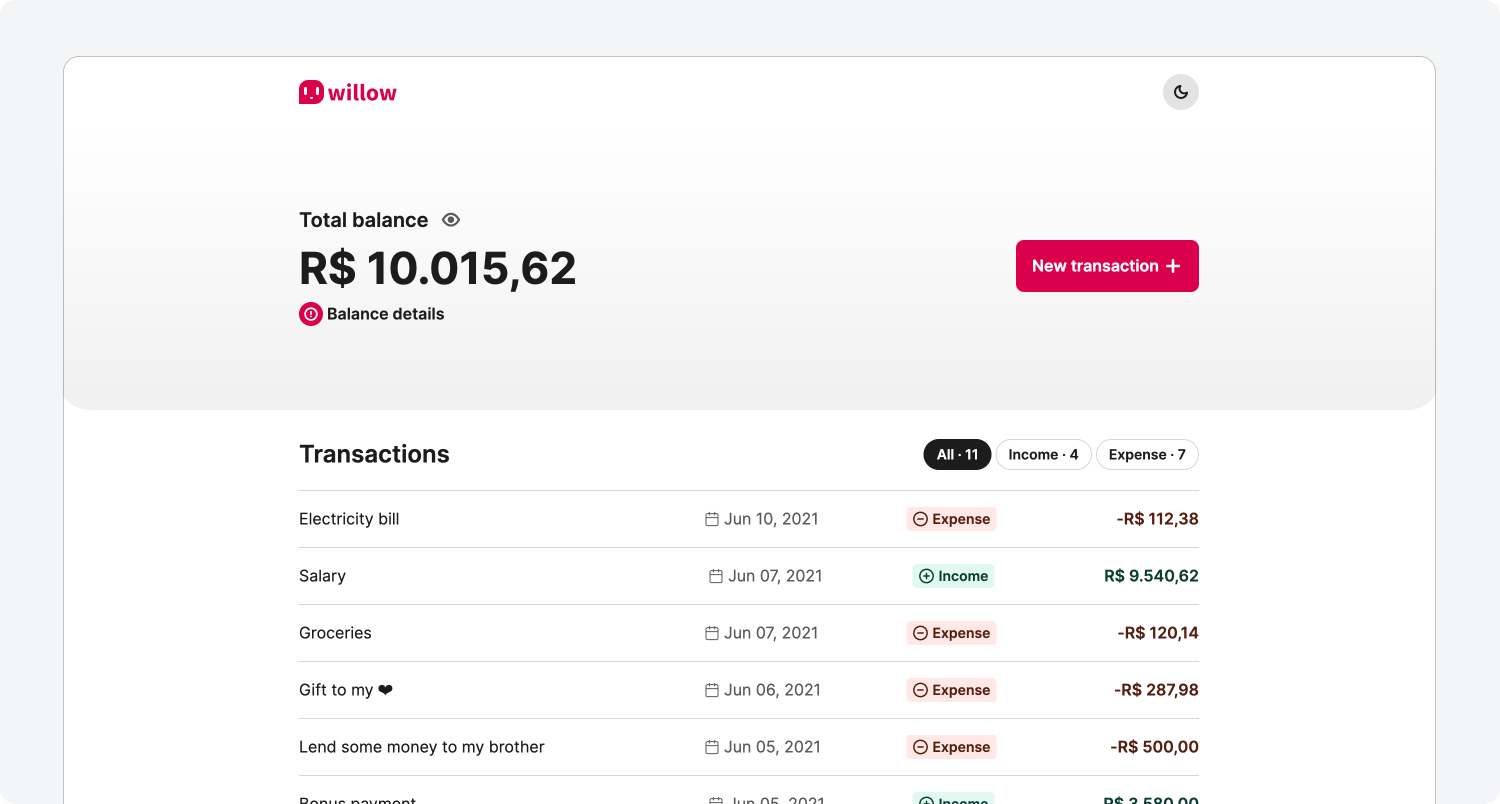 willow
Total balance
R$ 10.015,62
Balance details
New transaction
Transactions
All · 11 Income · 4 Expense · 7
Electricity bill Jun 10, 2021 Expense -R$ 112,38
Salary Jun 07, 2021 Income R$ 9.540,62
Groceries Jun 07, 2021 Expense -R$ 120,14
Gift to my ❤ Jun 06, 2021 Expense -R$ 287,98
Lend some money to my brother Jun 05, 2021 Expense -R$ 500,00
Bonus payment Jun 05, 2021 Income R$ 3.580,00